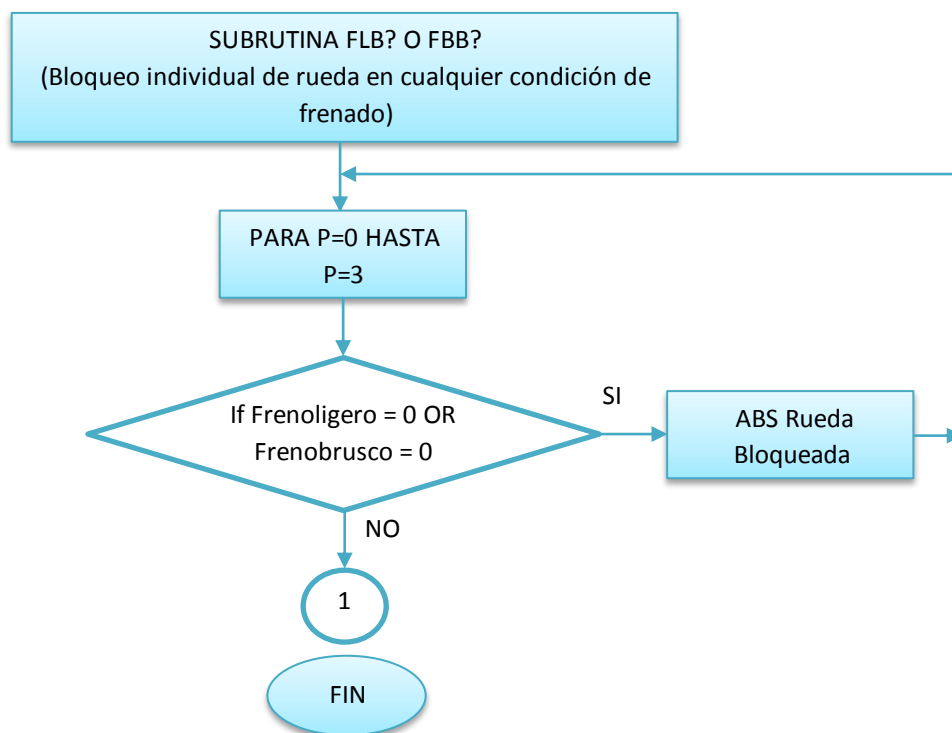 SUBRUTINA FLB? O FBB?
(Bloqueo individual de rueda en cualquier condición de
frenado)
PARA P=0 HASTA
P=3
If Frenoligero = 0 OR
Frenobrusco = 0
SI
ABS Rueda
Bloqueada
NO
1
FIN